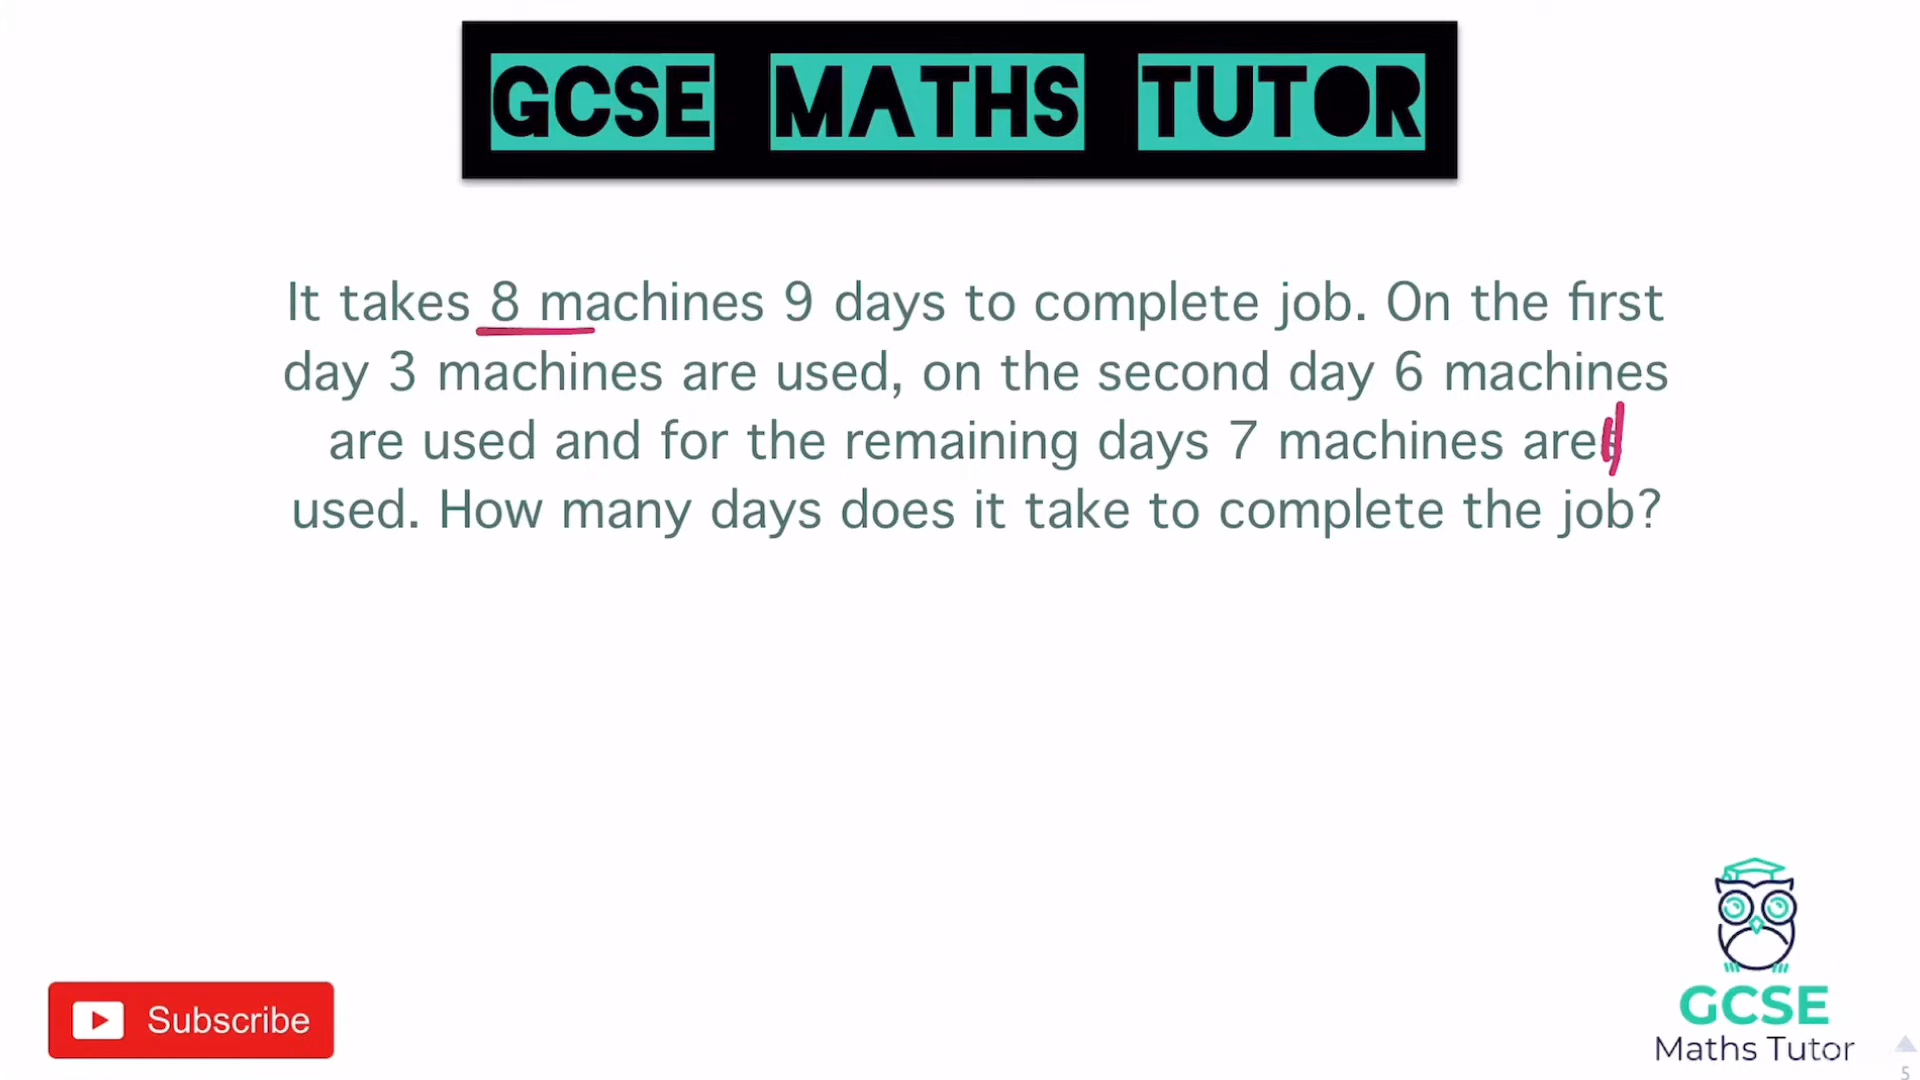 GCSE MATHS TUTOR
It takes 8 machines 9 days to complete job. On the first
day 3 machines are used, on the second day 6 machines
are used and for the remaining days 7 machines are
used. How many days does it take to complete the job?
Subscribe
GCSE
Maths Tutor
5